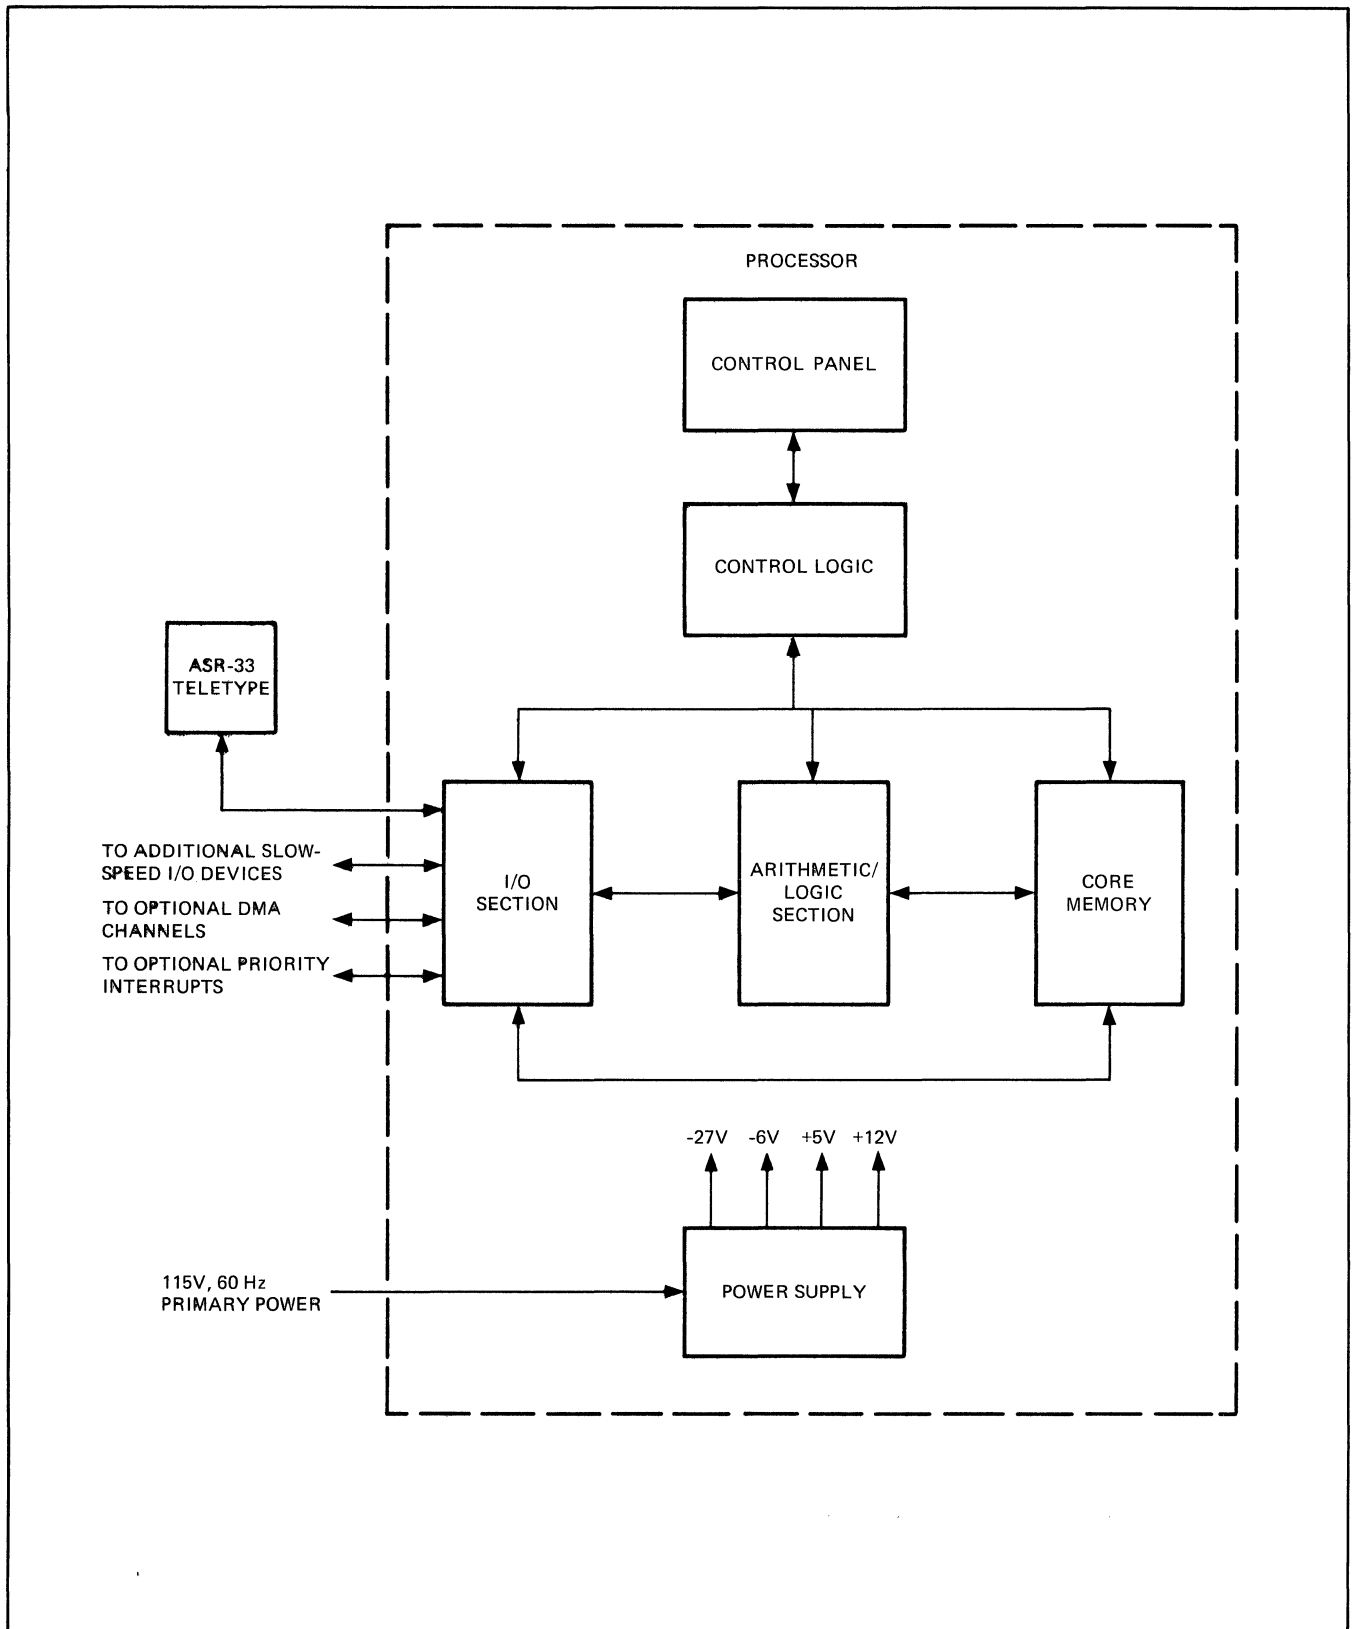 PROCESSOR
CONTROL PANEL
CONTROL LOGIC
ASR-33
TELETYPE
TO ADDITIONAL SLOW-
SPEED I/O DEVICES
TO OPTIONAL DMA
CHANNELS
TO OPTIONAL PRIORITY
INTERRUPTS
I/O
SECTION
ARITHMETIC/
LOGIC
SECTION
CORE
MEMORY
-27V -6V +5V +12V
115V, 60 Hz
PRIMARY POWER
POWER SUPPLY